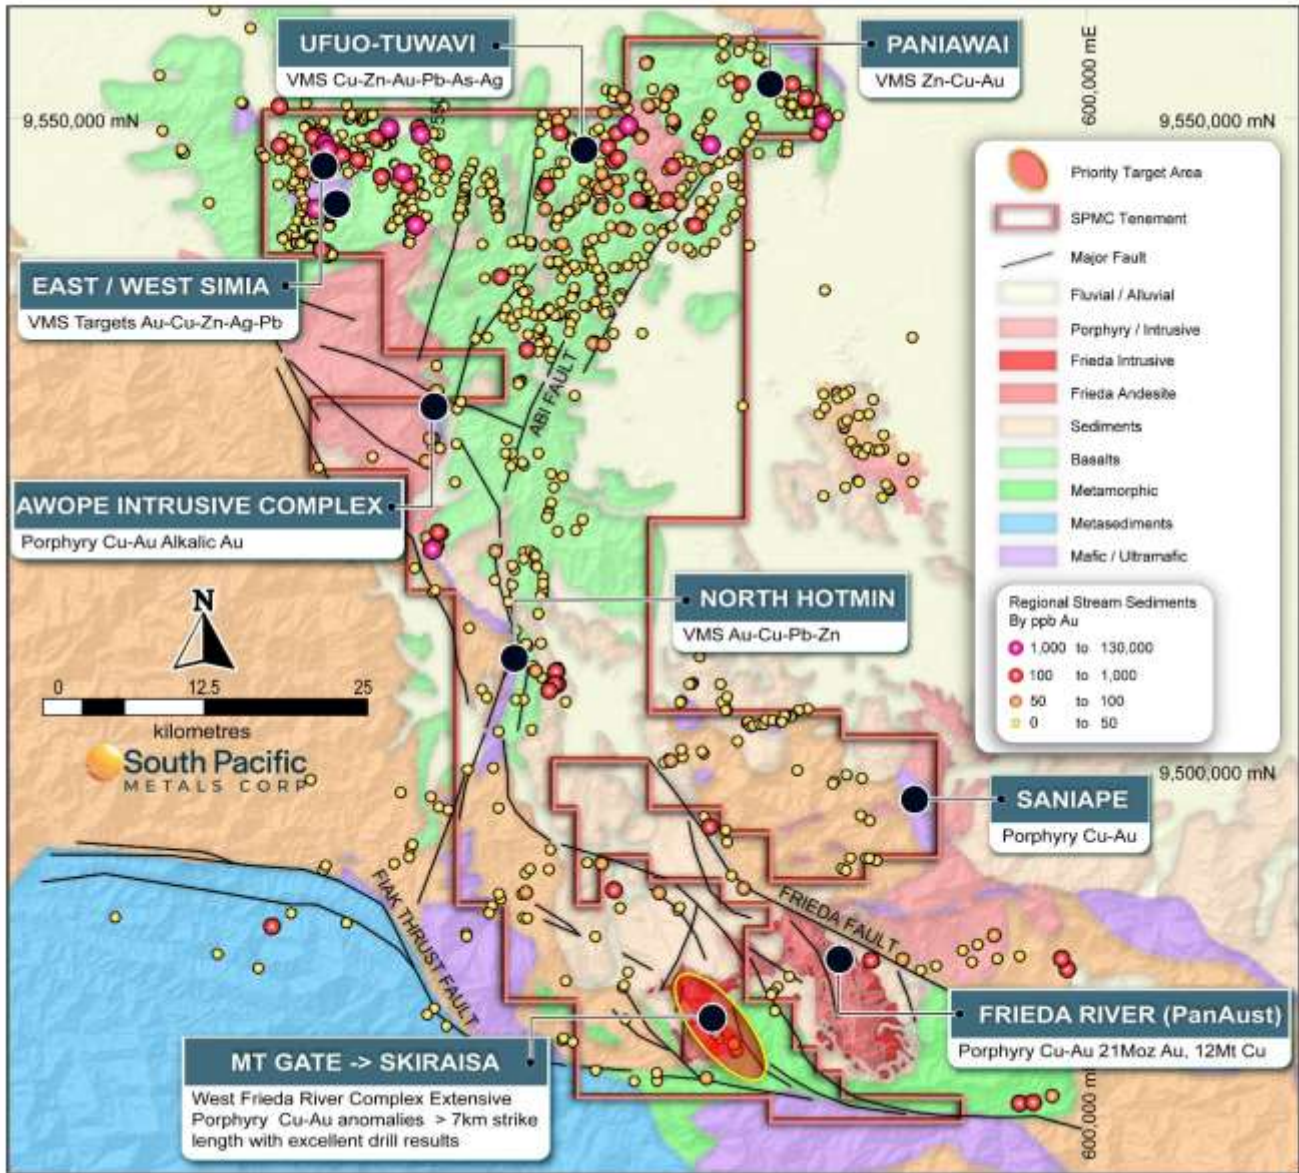 UFUO-TUWAVI
VMS Cu-Zn-Au-Pb-As-Ag
PANIAWAI
VMS Zn-Cu-Au
600,000 mE
9,550,000 mN
9,550,000 mN
Priority Target Area
SPMC Tenement
Major Fault
Fluvial / Alluvial
Porphyry / Intrusive
Frieda Intrusive
Frieda Andesite
Sediments
Basalts
Metamorphic
Metasediments
Mafic / Ultramafic
Regional Stream Sediments
By ppb Au
1,000 to 130,000
100 to 1,000
50 to 100
0 to 50
EAST / WEST SIMIA
VMS Targets Au-Cu-Zn-Ag-Pb
ABI FAULT
AWOPE INTRUSIVE COMPLEX
Porphyry Cu-Au Alkalic Au
N
0 12.5 25
kilometres
South Pacific
METALS CORP
NORTH HOTMIN
VMS Au-Cu-Pb-Zn
9,500,000 mN
SANIAPE
Porphyry Cu-Au
FIAK THRUST FAULT
FRIEDA FAULT
FRIEDA RIVER (PanAust)
Porphyry Cu-Au 21Moz Au, 12Mt Cu
MT GATE -> SKIRAISA
West Frieda River Complex Extensive
Porphyry Cu-Au anomalies > 7km strike
length with excellent drill results